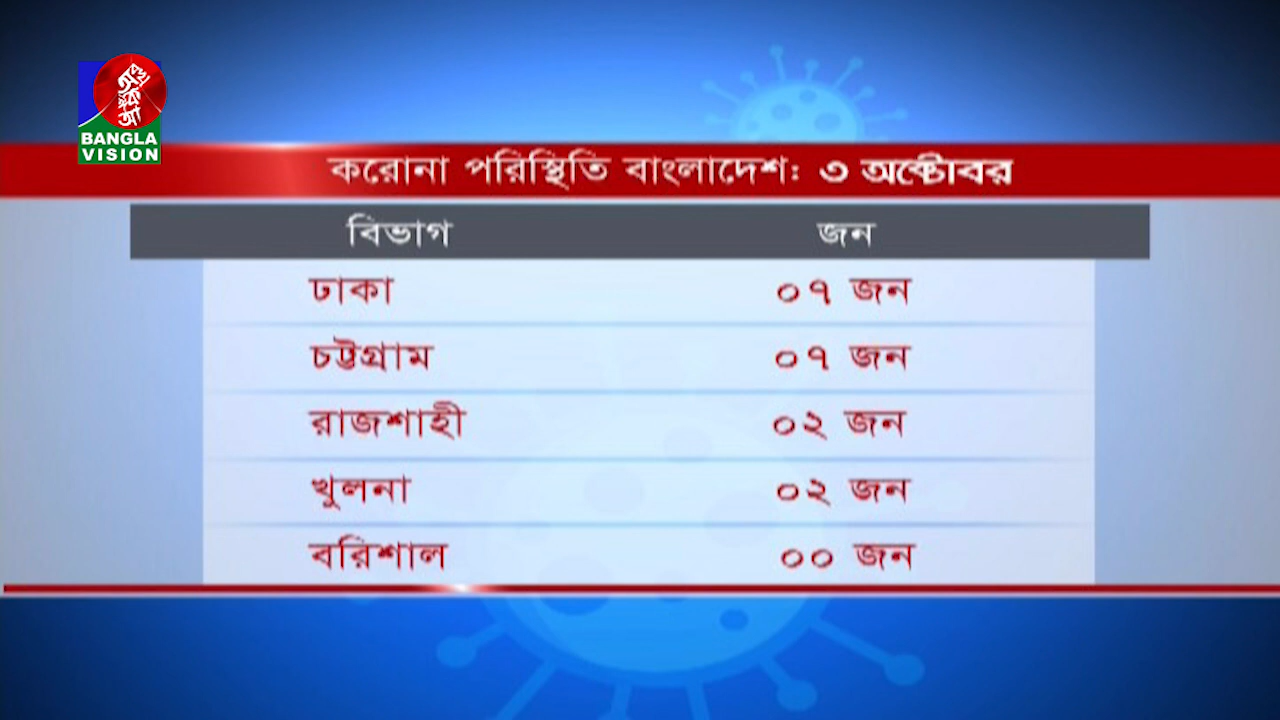 BANGLA
VISION
করোনা পরিস্থিতি বাংলাদেশ: ৩ অক্টোবর
বিভাগ জন
ঢাকা ০৭ জন
চট্টগ্রাম ০৭ জন
রাজশাহী ০২ জন
খুলনা ০২ জন
বরিশাল ০০ জন